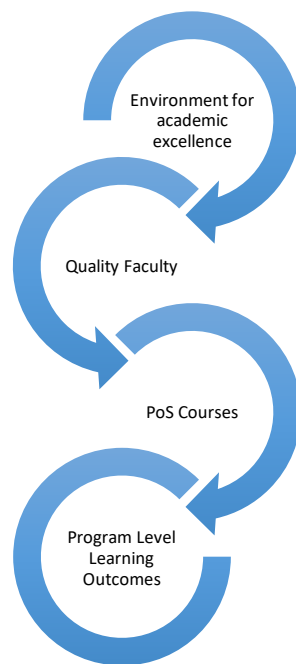 Environment for
academic
excellence
Quality Faculty
PoS Courses
Program Level
Learning
Outcomes